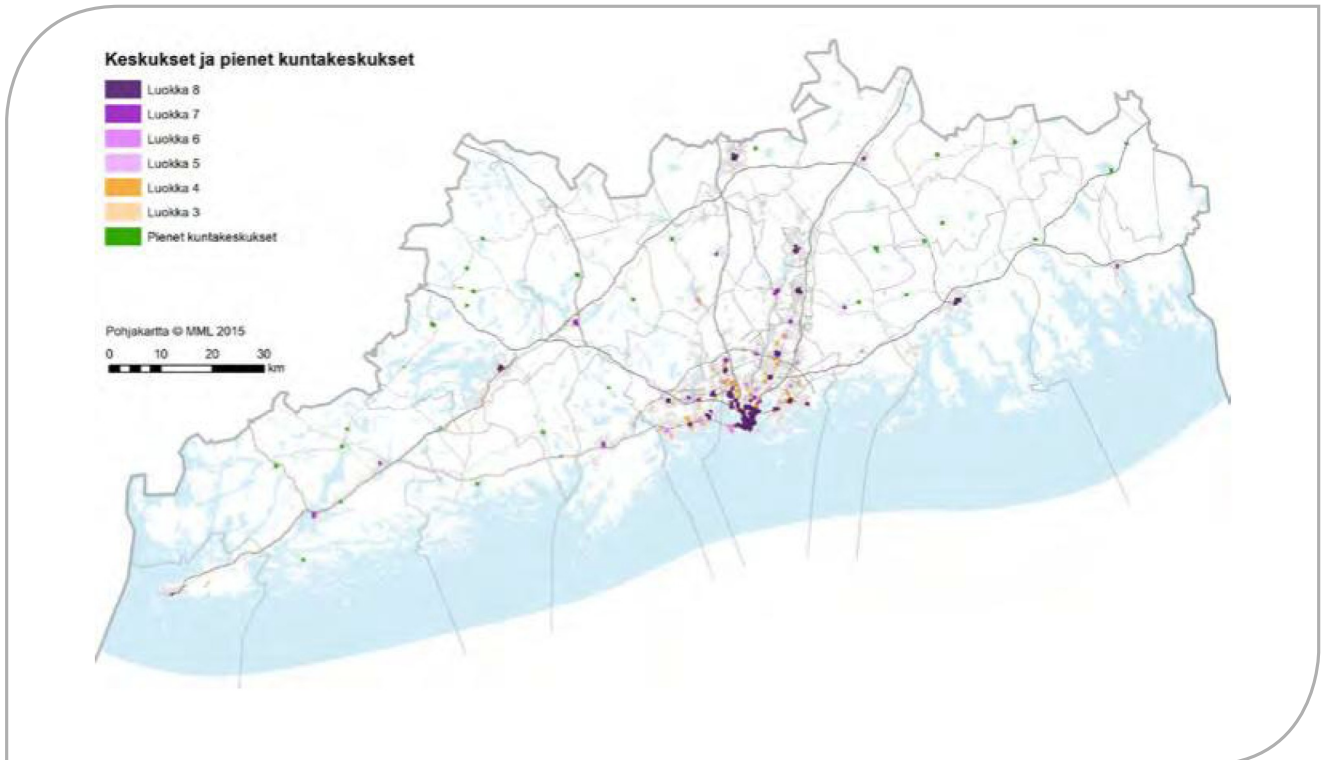 Keskukset ja pienet kuntakeskukset
Luokka 8
Luokka 7
Luokka 6
Luokka 5
Luokka 4
Luokka 3
Pienet kuntakeskukset
Pohjakartta © MML 2015
0 10 20 30
km